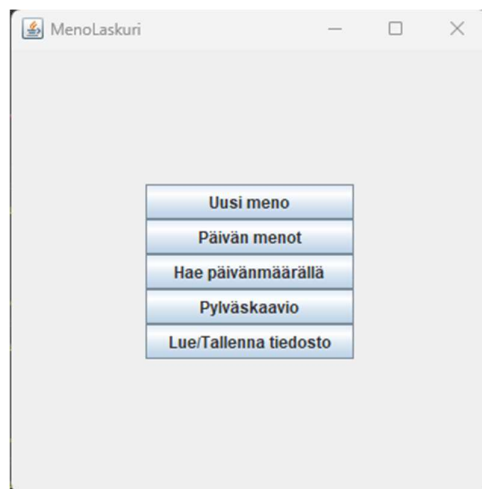 MenoLaskuri
Uusi meno
Päivän menot
Hae päivänmäärällä
Pylväskaavio
Lue/Tallenna tiedosto